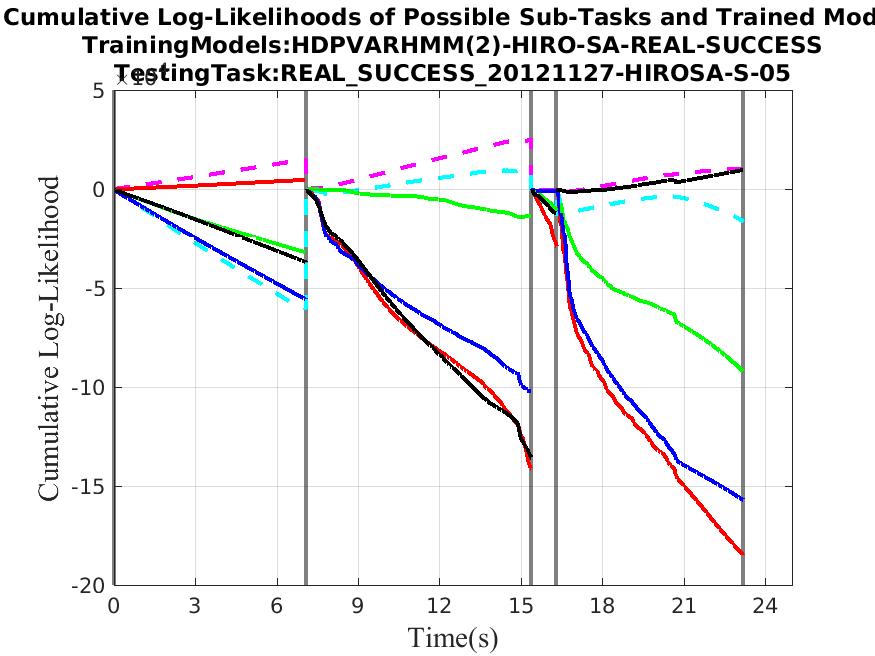 Cumulative Log-Likelihoods of Possible Sub-Tasks and Trained Mod
TrainingModels:HDPVARHMM(2)-HIRO-SA-REAL-SUCCESS
TestingTask:REAL_SUCCESS_20121127-HIROSA-S-05
5
0
-5
-10
-15
-20
Cumulative Log-Likelihood
0 3 6 9 12 15 18 21 24
Time(s)